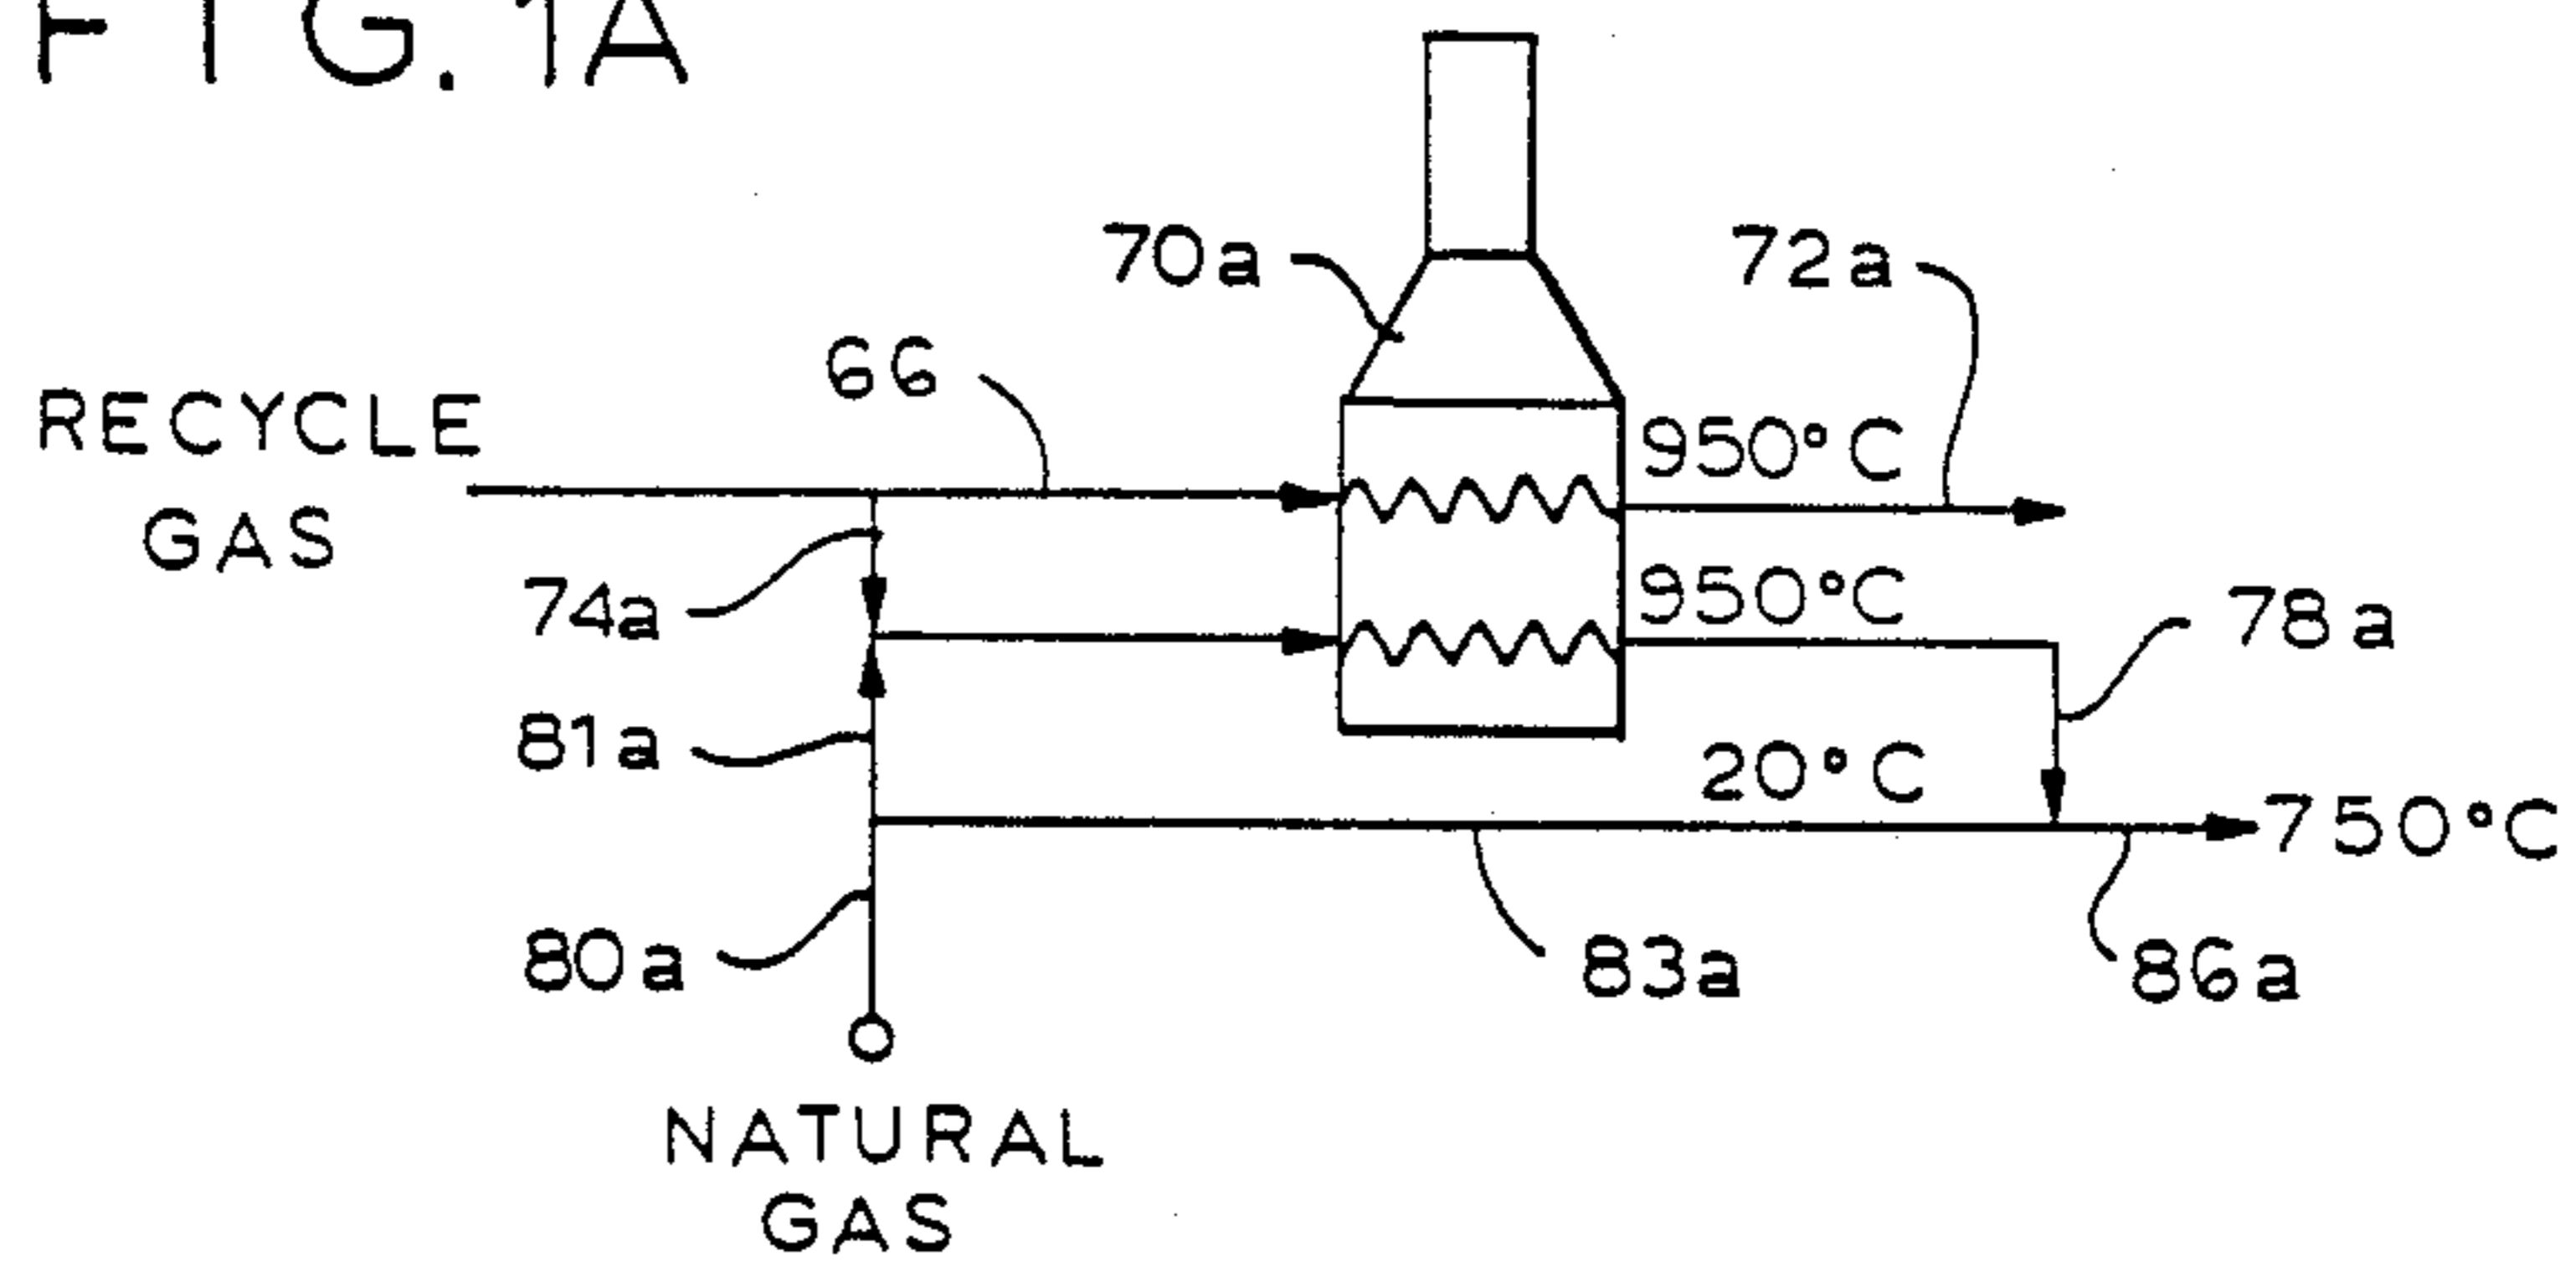 FIG. 1A
70a
72a
66
RECYCLE
GAS
950°C
74a
950°C
78a
81a
20°C
750°C
80a
83a
86a
NATURAL
GAS